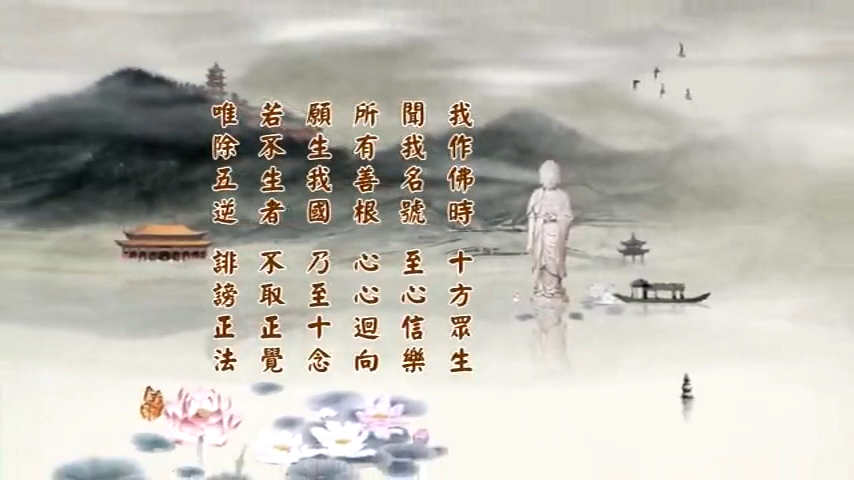 我作佛時 十方眾生
聞我名號 至心信樂
所有善根 心心迴向
願生我國 乃至十念
若不生者 不取正覺
唯除五逆 誹謗正法